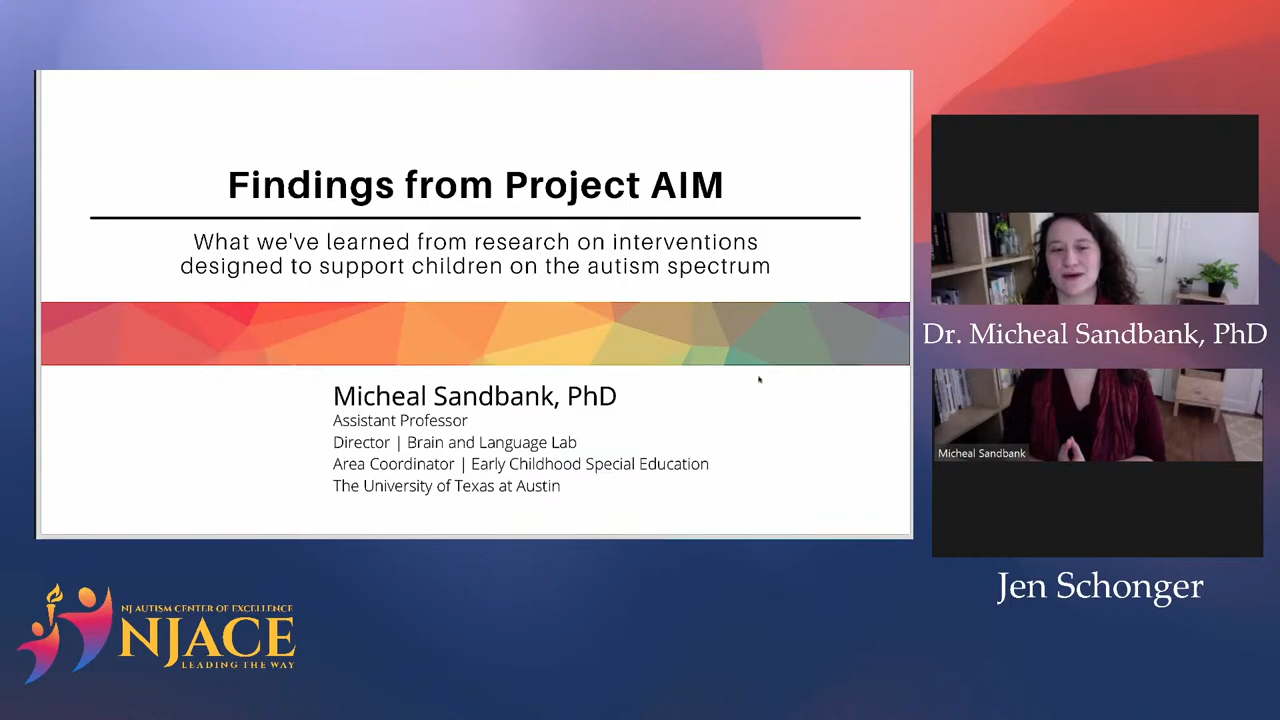 Findings from Project AIM
What we've learned from research on interventions
designed to support children on the autism spectrum
Micheal Sandbank, PhD
Assistant Professor
Director | Brain and Language Lab
Area Coordinator | Early Childhood Special Education
The University of Texas at Austin
Dr. Micheal Sandbank, PhD
Micheal Sandbank
Jen Schonger
NJ AUTISM CENTER OF EXCELLENCE
NJACE
LEADING THE WAY